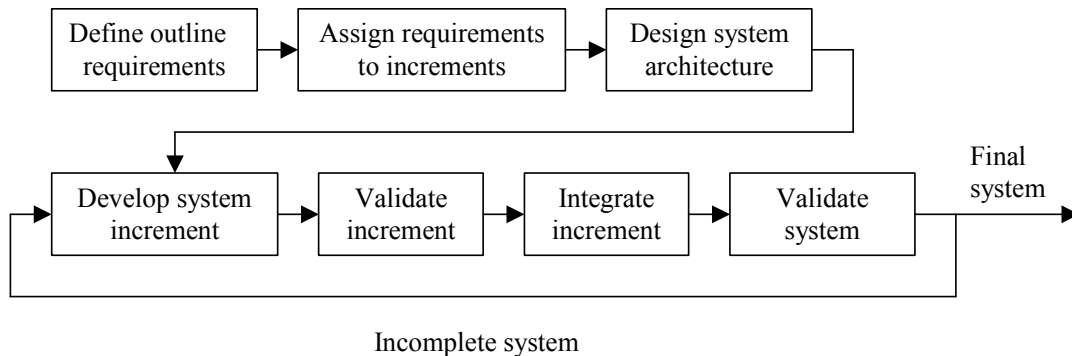 Define outline
requirements
Assign requirements
to increments
Design system
architecture
Develop system
increment
Validate
increment
Integrate
increment
Validate
system
Final
system
Incomplete system